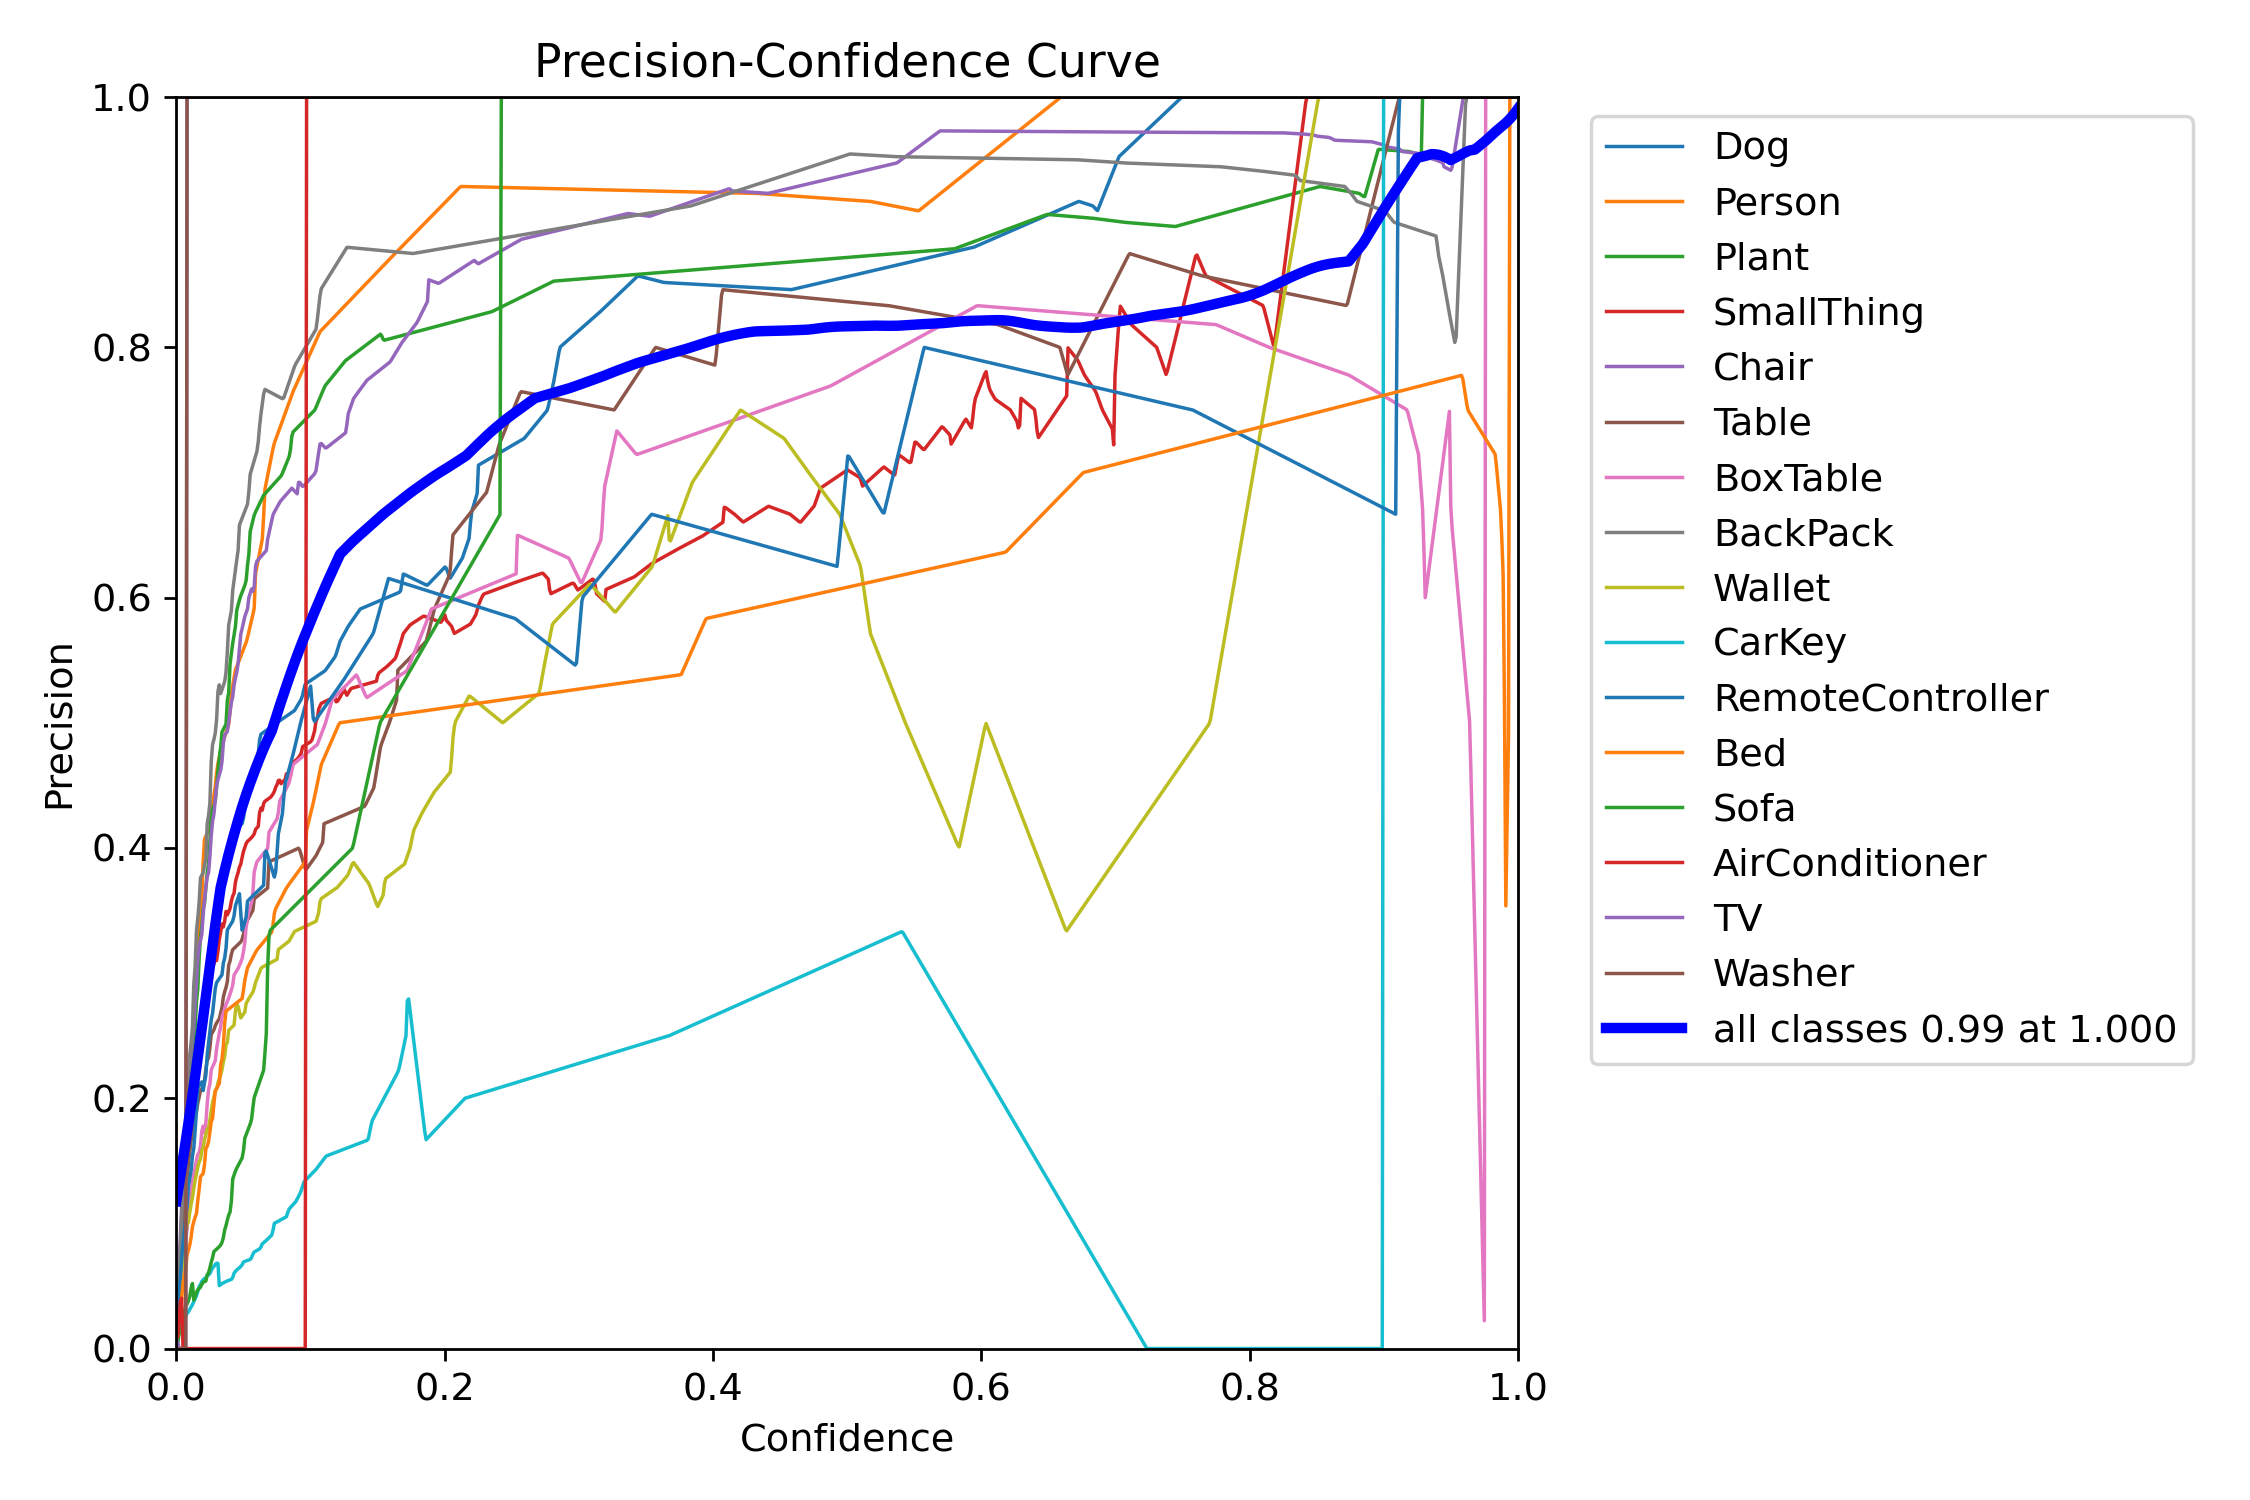 Precision-Confidence Curve
1.0
0.8
0.6
0.4
0.2
0.0
Precision
0.0 0.2 0.4 0.6 0.8 1.0
Confidence
Dog
Person
Plant
SmallThing
Chair
Table
BoxTable
BackPack
Wallet
CarKey
RemoteController
Bed
Sofa
AirConditioner
TV
Washer
all classes 0.99 at 1.000